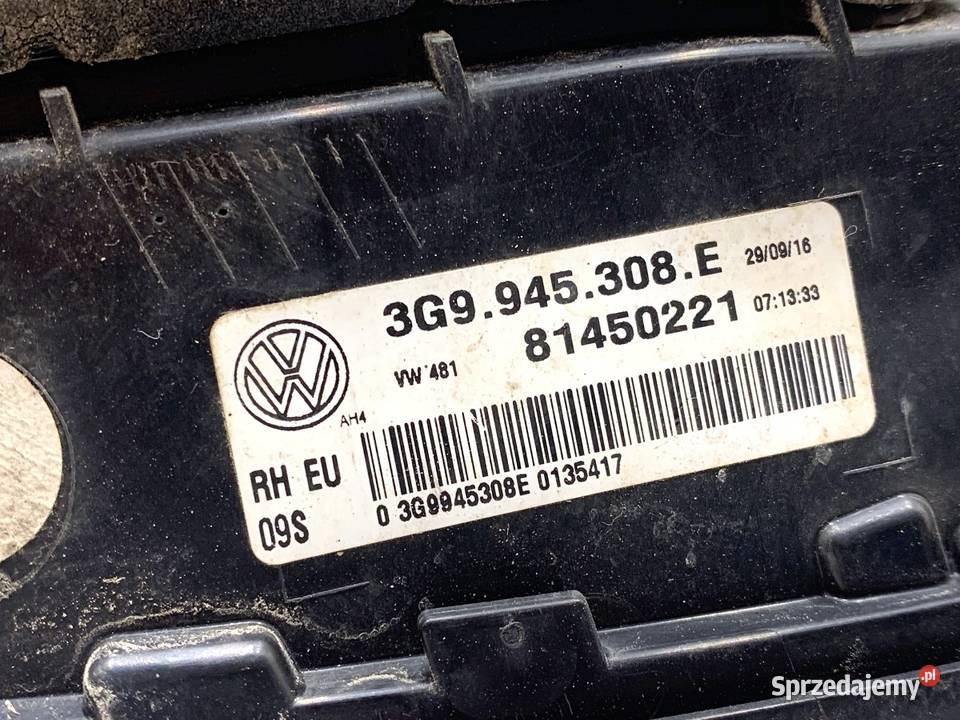 3G9.945.308.E 29/09/16
81450221 07:13:33
VW 481
AH4
RH EU
09S
0 3G9945308E 0135417
Sprzedajemy.pl